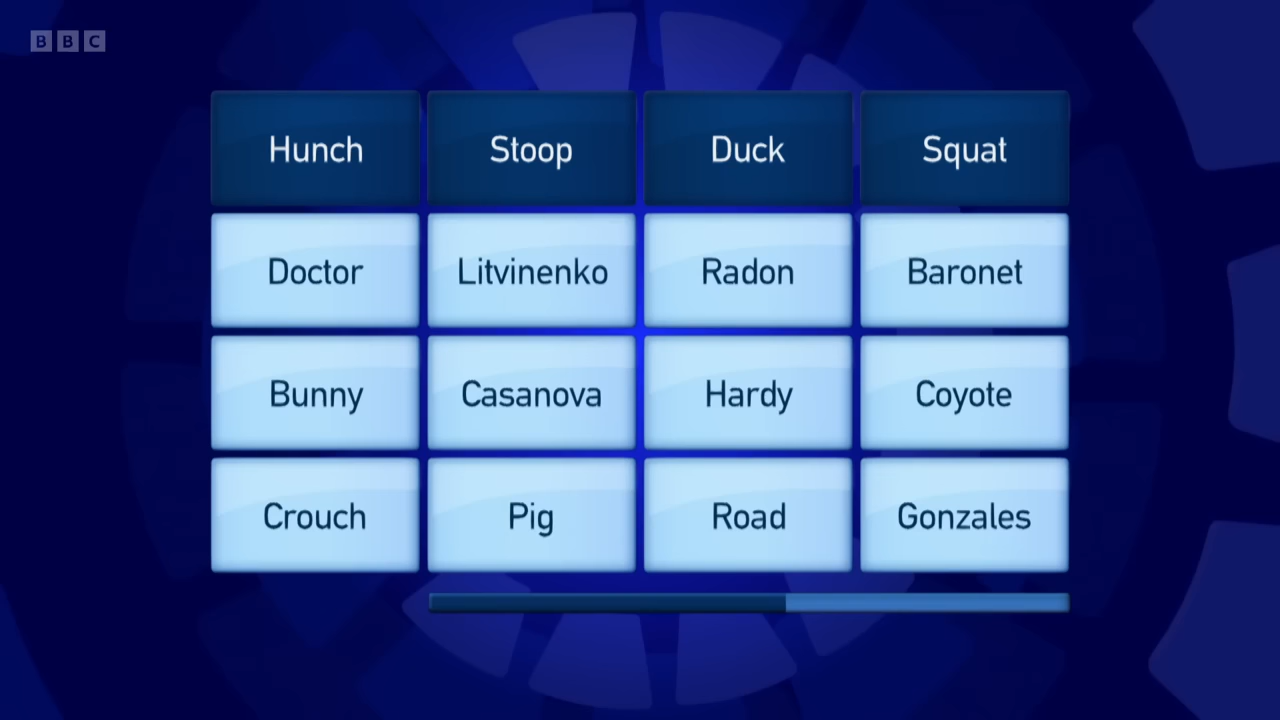 BBC
Hunch Stoop Duck Squat
Doctor Litvinenko Radon Baronet
Bunny Casanova Hardy Coyote
Crouch Pig Road Gonzales